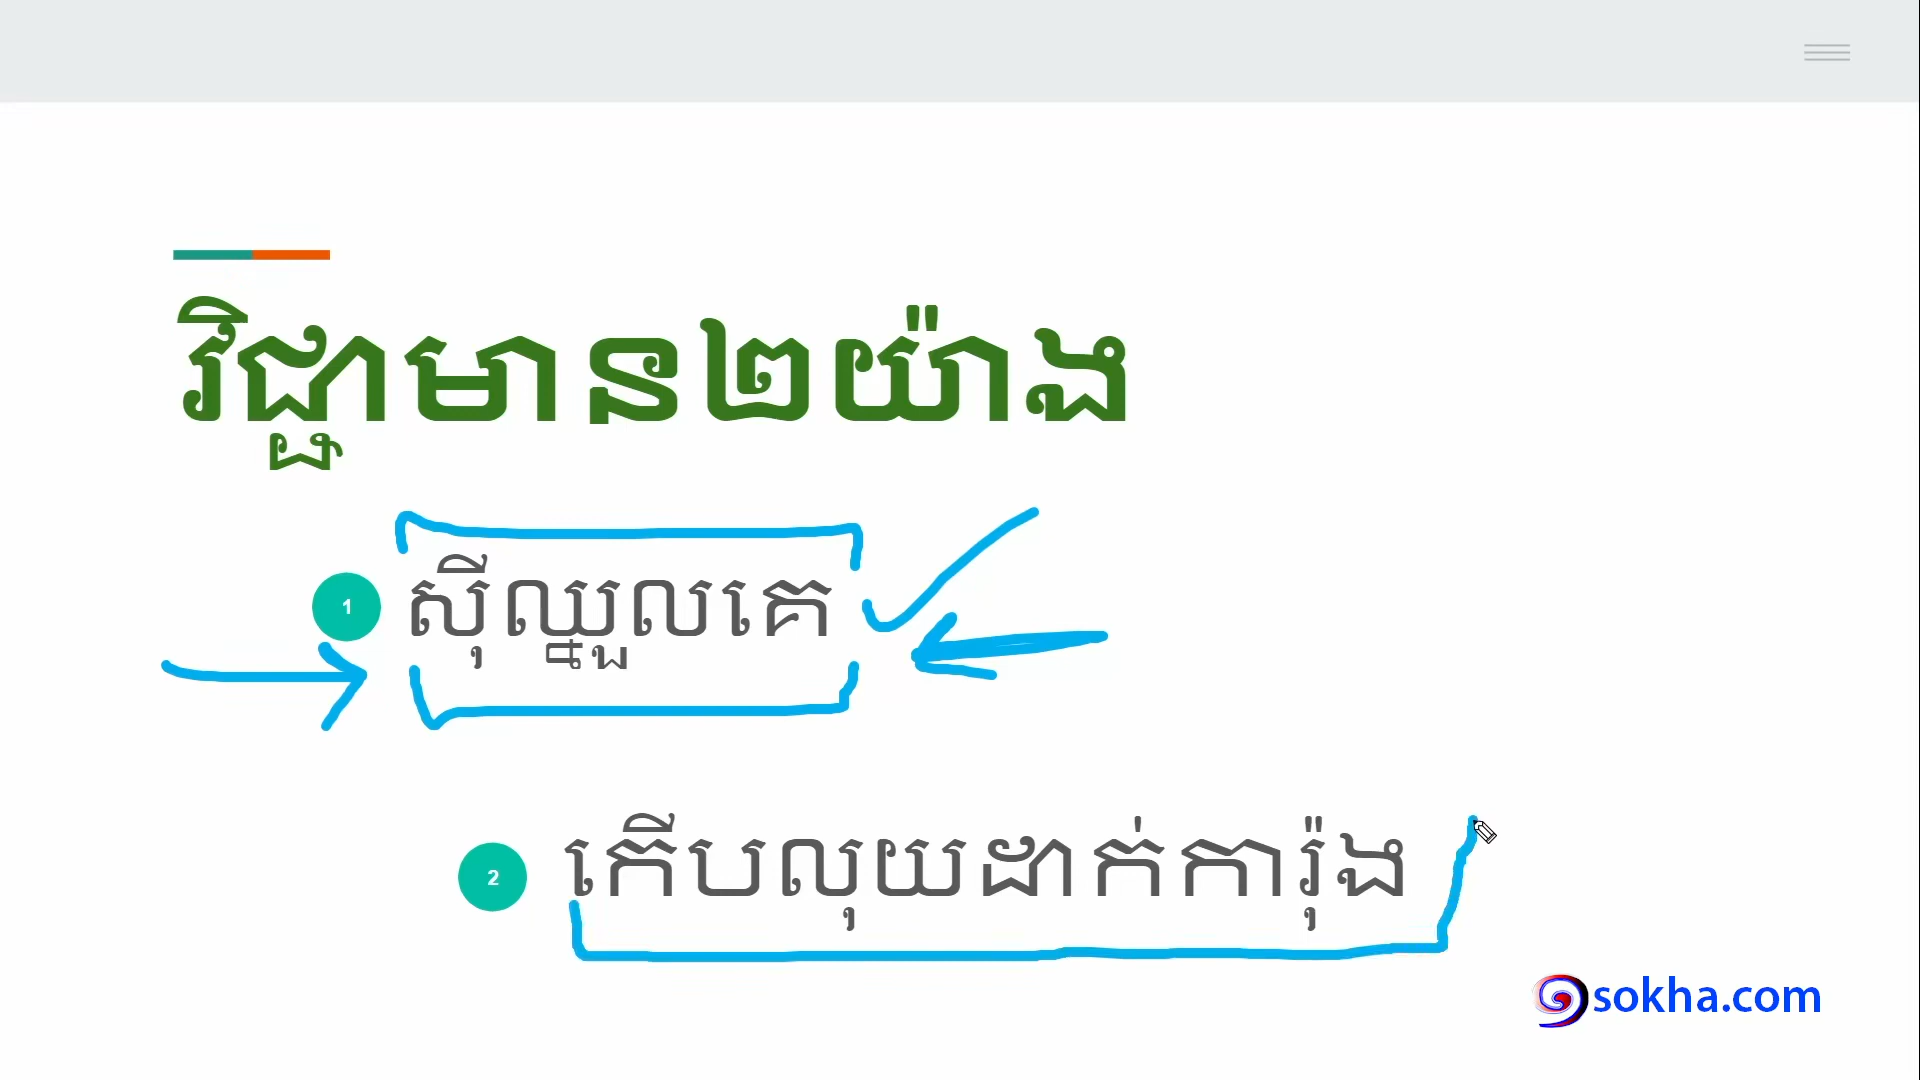 វិជ្ជាមាន២យ៉ាង
1 ស៊ីឈ្នួលគេ
2 កើបលុយដាក់ការ៉ុង
sokha.com